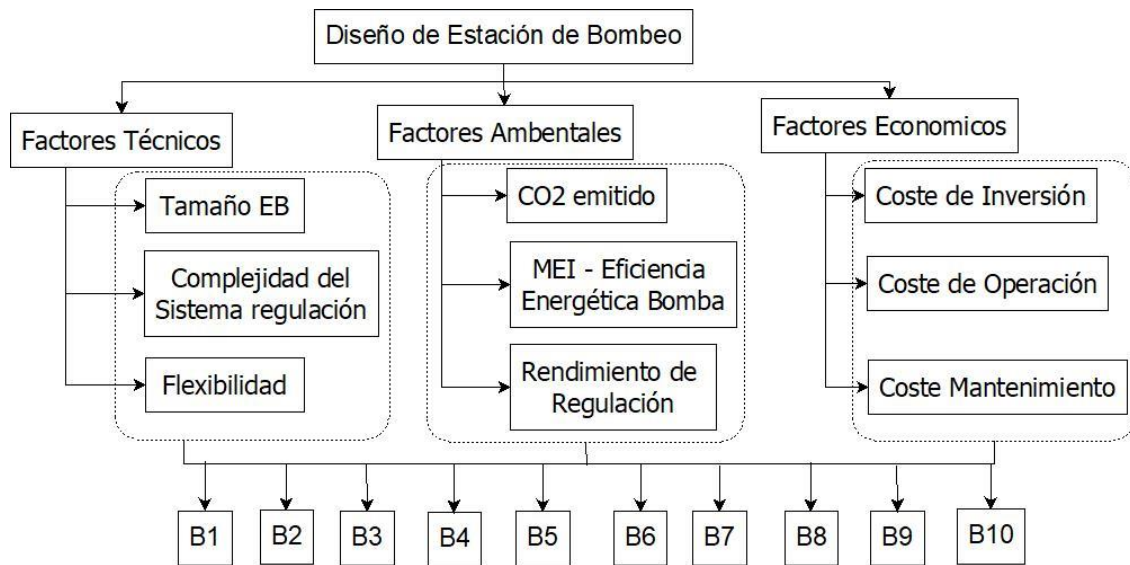 Diseño de Estación de Bombeo
Factores Técnicos
Factores Ambentales
Factores Economicos
Tamaño EB
Complejidad del
Sistema regulación
Flexibilidad
CO2 emitido
MEI - Eficiencia
Energética Bomba
Rendimiento de
Regulación
Coste de Inversión
Coste de Operación
Coste Mantenimiento
B1 B2 B3 B4 B5 B6 B7 B8 B9 B10